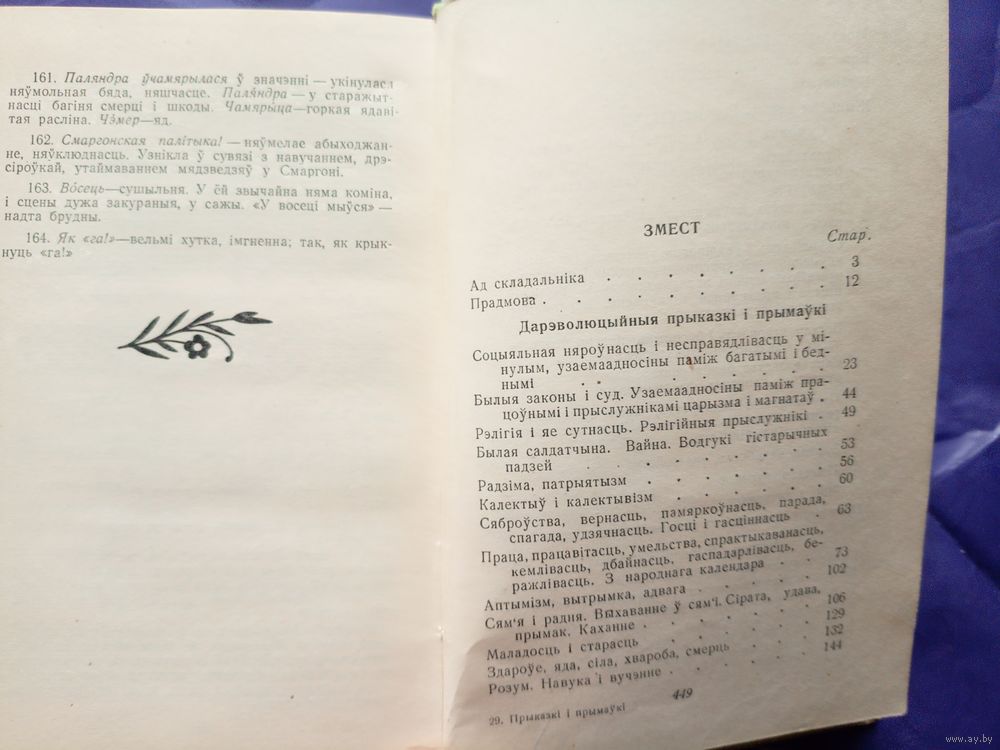 161. Паляндра ўчамярылася ў значэнні — укінулася
няўмольная бяда, няшчасце. Паляндра — у старажыт-
насці багіня смерці і шкоды. Чамярыца—горкая ядаві-
тая расліна. Чэмер—яд.
162. Смаргонская палітыка! — няўмелае абыходжан-
не, няўклюднасць. Узнікла ў сувязі з навучаннем, дрэ-
сіроўкай, утаймаваннем мядзведзяў у Смаргоні.
163. Восець—сушыльня. У ёй звычайна няма коміна,
і сцены дужа закураныя, у сажы. «У восеці мыўся» —
надта брудны.
164. Як «га!»—вельмі хутка, імгненна; так, як крык-
нуць «га!»
ЗМЕСТ
Стар.
Ад складальніка . . . . . . . 3
Прадмова . . . . . . . . 12
Дарэволюцыйныя прыказкі і прымаўкі
Соцыяльная няроўнасць і несправядлівасць у мі-
нулым, узаемаадносіны паміж багатымі і бед-
нымі . . . . . . . 23
Былыя законы і суд. Узаемаадносіны паміж пра-
цоўнымі і прыслужнікамі царызма і магнатаў . 44
Рэлігія і яе сутнасць. Рэлігійныя прыслужнікі . 49
Былая салдатчына. Вайна. Водгукі гістарычных
падзей . . . . . . . 53
Радзіма, патрыятызм . . . . . . 56
Калектыў і калектывізм . . . . . 60
Сяброўства, вернасць, памяркоўнасць, парада,
спагада, удзячнасць. Госці і гасціннасць . 63
Праца, працавітасць, умельства, спрактыкаванасць,
кемлівасць, дбайнасць, гаспадарлівасць, бе-
ражлівасць. З народнага календара . . 73
Аптымізм, вытрымка, адвага . . . . 102
Сям'я і радня. Выхаванне ў сям'і. Сірата, удава,
прымак. Каханне . . . . . . 106
Маладосць і старасць . . . . . 129
Здароўе, яда, сіла, хвароба, смерць . . . 132
Розум. Навука і вучэнне . . . . . 144
449
29. Прыказкі і прымаўкі
www.ay.by